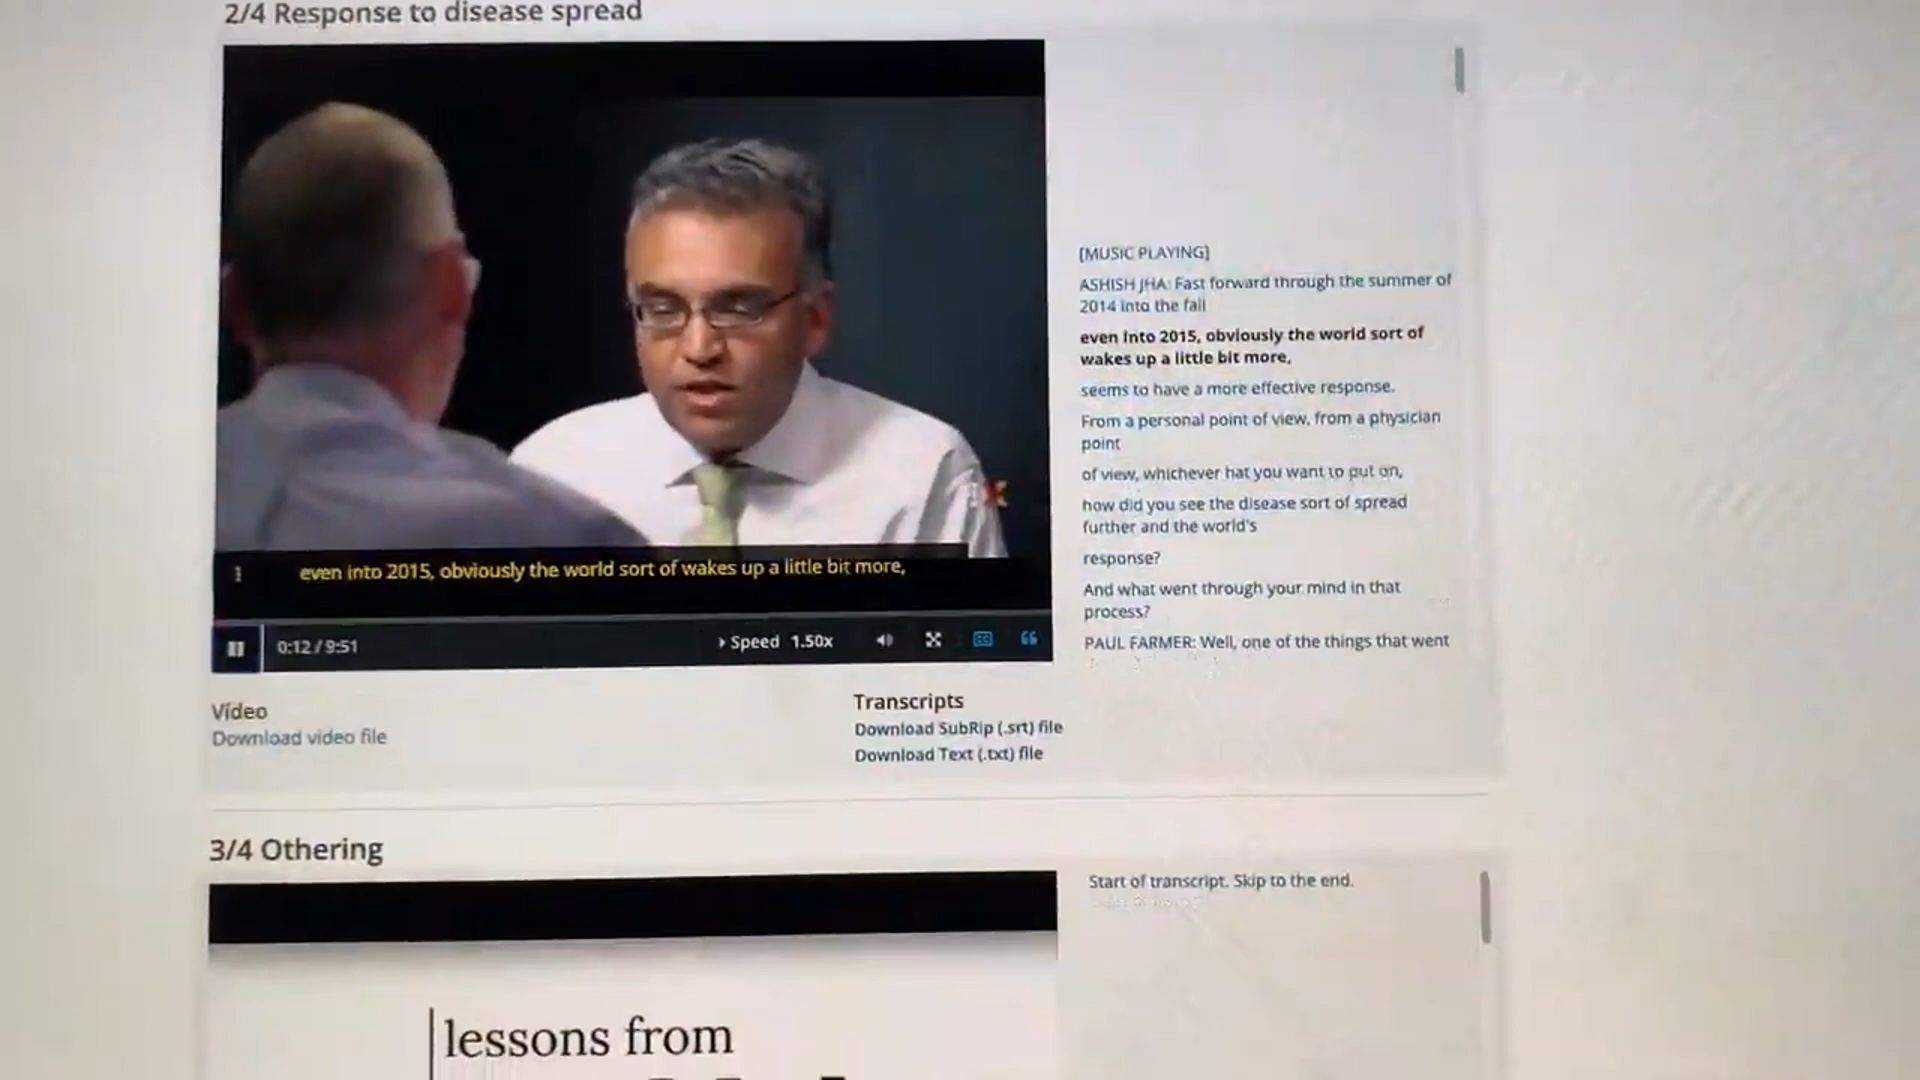 2/4 Response to disease spread
[MUSIC PLAYING]
ASHISH JHA: Fast forward through the summer of
2014 into the fall
even into 2015, obviously the world sort of
wakes up a little bit more,
seems to have a more effective response.
From a personal point of view, from a physician
point
of view, whichever hat you want to put on,
how did you see the disease sort of spread
further and the world's
response?
And what went through your mind in that
process?
PAUL FARMER: Well, one of the things that went
even into 2015, obviously the world sort of wakes up a little bit more,
0:12 / 9:51
Speed 1.50x
CC
Video
Download video file
Transcripts
Download SubRip (.srt) file
Download Text (.txt) file
3/4 Othering
Start of transcript. Skip to the end.
lessons from